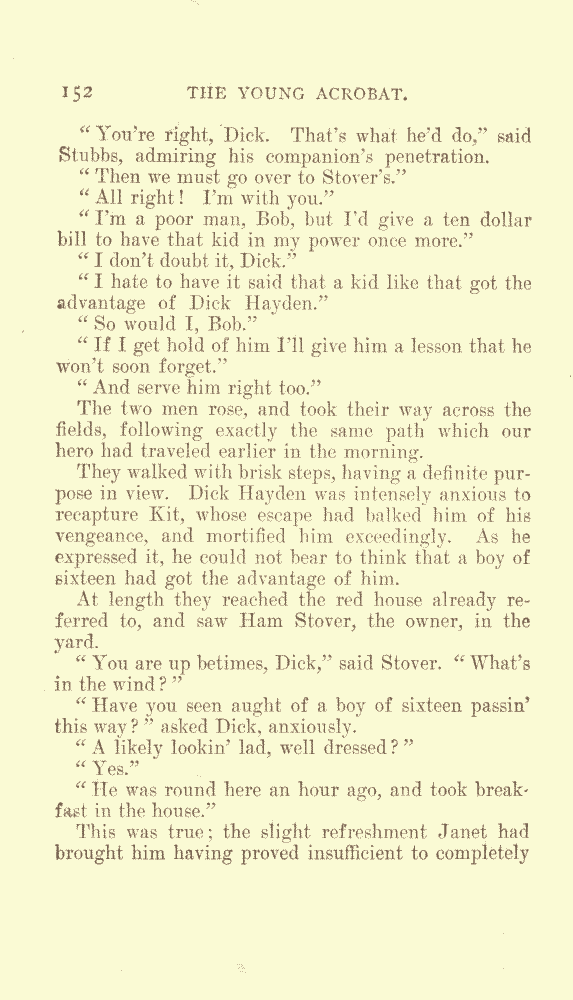 152 THE YOUNG ACROBAT.
“You're right, Dick. That's what he'd do,” said
Stubbs, admiring his companion's penetration.
“Then we must go over to Stover's.”
“All right! I'm with you.”
“I'm a poor man, Bob, but I'd give a ten dollar
bill to have that kid in my power once more.”
“I don't doubt it, Dick.”
“I hate to have it said that a kid like that got the
advantage of Dick Hayden.”
“So would I, Bob.”
“If I get hold of him I'll give him a lesson that he
won't soon forget.”
“And serve him right too.”
The two men rose, and took their way across the
fields, following exactly the same path which our
hero had traveled earlier in the morning.
They walked with brisk steps, having a definite pur-
pose in view. Dick Hayden was intensely anxious to
recapture Kit, whose escape had balked him of his
vengeance, and mortified him exceedingly. As he
expressed it, he could not bear to think that a boy of
sixteen had got the advantage of him.
At length they reached the red house already re-
ferred to, and saw Ham Stover, the owner, in the
yard.
“You are up betimes, Dick,” said Stover. “What's
in the wind?”
“Have you seen aught of a boy of sixteen passin'
this way?” asked Dick, anxiously.
“A likely lookin' lad, well dressed?”
“Yes.”
“He was round here an hour ago, and took break-
fast in the house.”
This was true; the slight refreshment Janet had
brought him having proved insufficient to completely